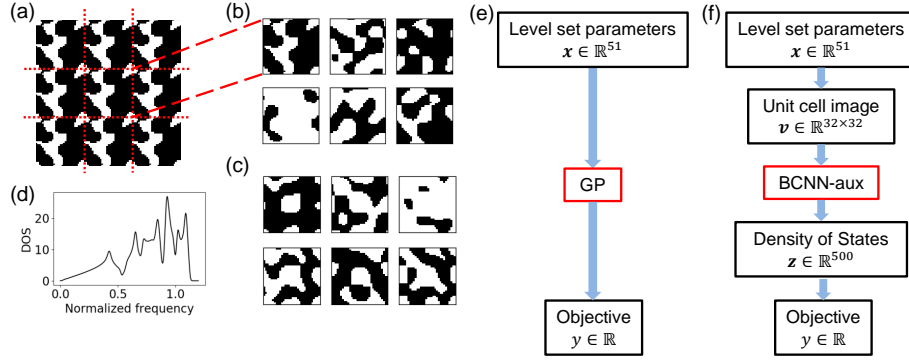 (a)
(b)
(c)
(d)
DOS
20
10
0
0.0
0.5
1.0
Normalized frequency
(e)
Level set parameters
𝒙 ∈ ℝ⁵¹
GP
Objective
𝑦 ∈ ℝ
(f)
Level set parameters
𝒙 ∈ ℝ⁵¹
Unit cell image
𝒗 ∈ ℝ³²ˣ³²
BCNN-aux
Density of States
𝒛 ∈ ℝ⁵⁰⁰
Objective
𝑦 ∈ ℝ